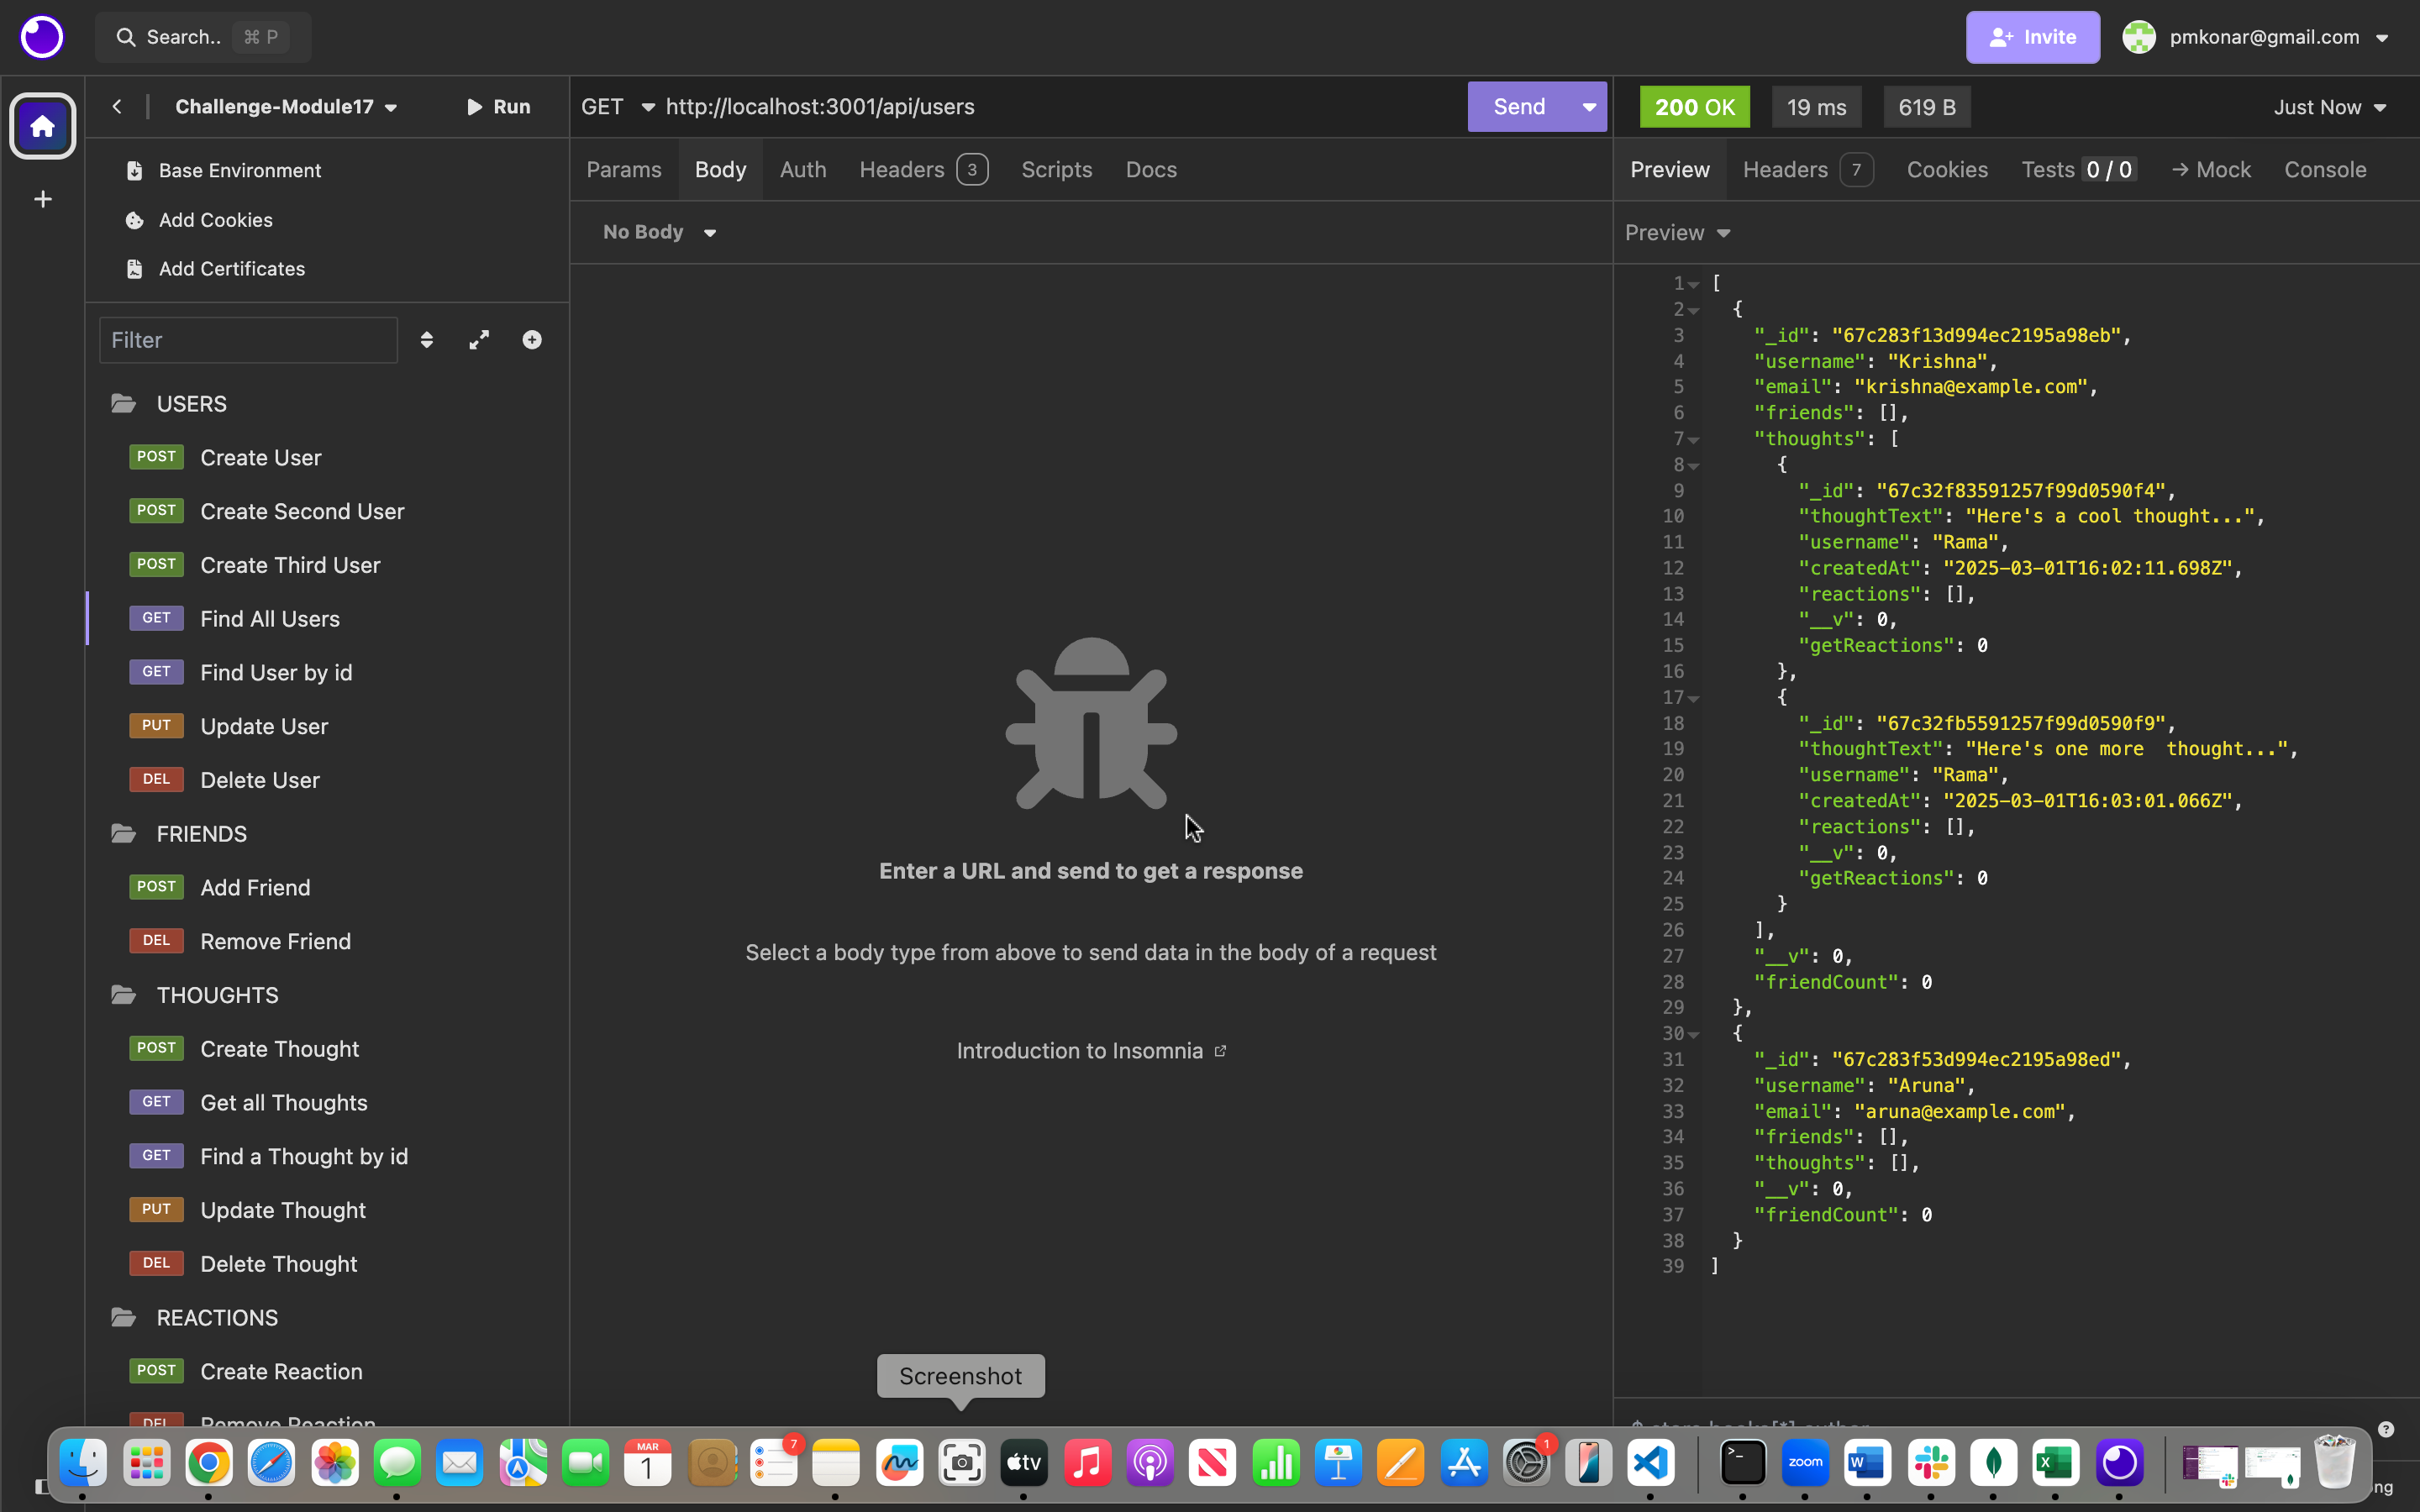 Search.. ⌘ P
Invite
pmkonar@gmail.com
Challenge-Module17
Run
GET http://localhost:3001/api/users
Send
200 OK
19 ms
619 B
Just Now
Base Environment
Add Cookies
Add Certificates
Params Body Auth Headers 3 Scripts Docs
No Body
Preview Headers 7 Cookies Tests 0 / 0 → Mock Console
Preview
Filter
USERS
POST Create User
POST Create Second User
POST Create Third User
GET Find All Users
GET Find User by id
PUT Update User
DEL Delete User
FRIENDS
POST Add Friend
DEL Remove Friend
THOUGHTS
POST Create Thought
GET Get all Thoughts
GET Find a Thought by id
PUT Update Thought
DEL Delete Thought
REACTIONS
POST Create Reaction
DEL Remove Reaction
Enter a URL and send to get a response
Select a body type from above to send data in the body of a request
Introduction to Insomnia
1 [
2 {
3 "_id": "67c283f13d994ec2195a98eb",
4 "username": "Krishna",
5 "email": "krishna@example.com",
6 "friends": [],
7 "thoughts": [
8 {
9 "_id": "67c32f83591257f99d0590f4",
10 "thoughtText": "Here's a cool thought...",
11 "username": "Rama",
12 "createdAt": "2025-03-01T16:02:11.698Z",
13 "reactions": [],
14 "__v": 0,
15 "getReactions": 0
16 },
17 {
18 "_id": "67c32fb5591257f99d0590f9",
19 "thoughtText": "Here's one more  thought...",
20 "username": "Rama",
21 "createdAt": "2025-03-01T16:03:01.066Z",
22 "reactions": [],
23 "__v": 0,
24 "getReactions": 0
25 }
26 ],
27 "__v": 0,
28 "friendCount": 0
29 },
30 {
31 "_id": "67c283f53d994ec2195a98ed",
32 "username": "Aruna",
33 "email": "aruna@example.com",
34 "friends": [],
35 "thoughts": [],
36 "__v": 0,
37 "friendCount": 0
38 }
39 ]
Screenshot
MAR
1
7
tv
1
zoom
W
X